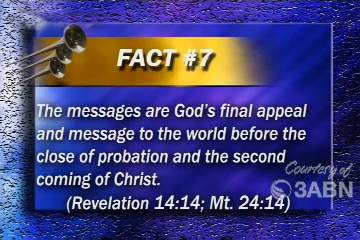 FACT #7
The messages are God's final appeal
and message to the world before the
close of probation and the second
coming of Christ.
(Revelation 14:14; Mt. 24:14)
Courtesy of
3ABN